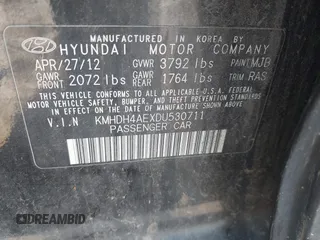 MANUFACTURED IN KOREA BY
HYUNDAI MOTOR COMPANY
APR/27/12 GVWR 3792 lbs PAINT MJB
GAWR FRONT 2072 lbs GAWR REAR 1764 lbs TRIM RAS
THIS VEHICLE CONFORMS TO ALL APPLICABLE U.S.A. FEDERAL
MOTOR VEHICLE SAFETY, BUMPER, AND THEFT PREVENTION STANDARDS
IN EFFECT ON THE DATE OF MANUFACTURE SHOWN ABOVE.
V.I.N KMHDH4AEXDU530711
PASSENGER CAR
DREAMBID